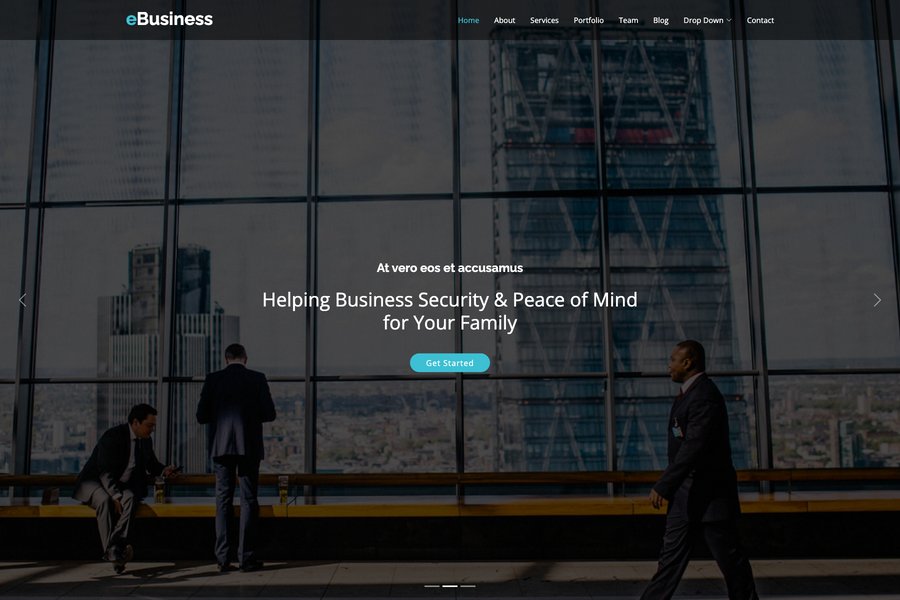 eBusiness
Home About Services Portfolio Team Blog Drop Down Contact
At vero eos et accusamus
Helping Business Security & Peace of Mind
for Your Family
Get Started